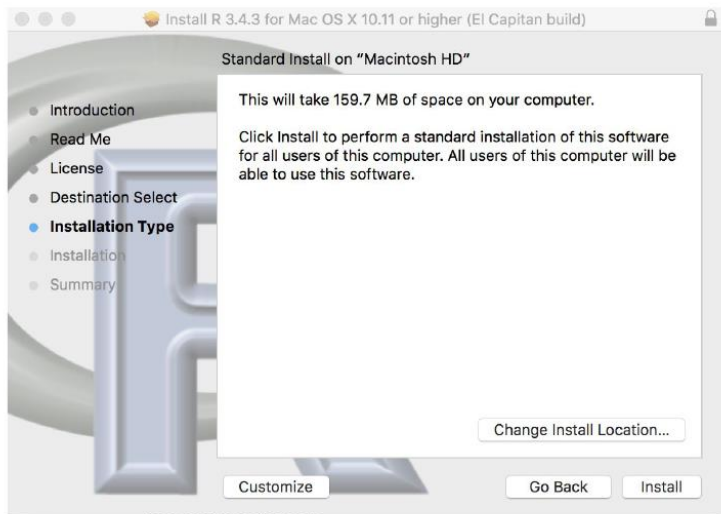 Install R 3.4.3 for Mac OS X 10.11 or higher (El Capitan build)
Standard Install on “Macintosh HD”
Introduction
Read Me
License
Destination Select
Installation Type
Installation
Summary
This will take 159.7 MB of space on your computer.
Click Install to perform a standard installation of this software
for all users of this computer. All users of this computer will be
able to use this software.
Change Install Location...
Customize
Go Back
Install